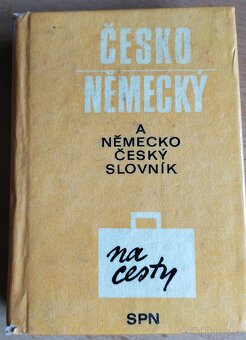 ČESKO
NĚMECKÝ
A
NĚMECKO
ČESKÝ
SLOVNÍK
na
cesty
SPN